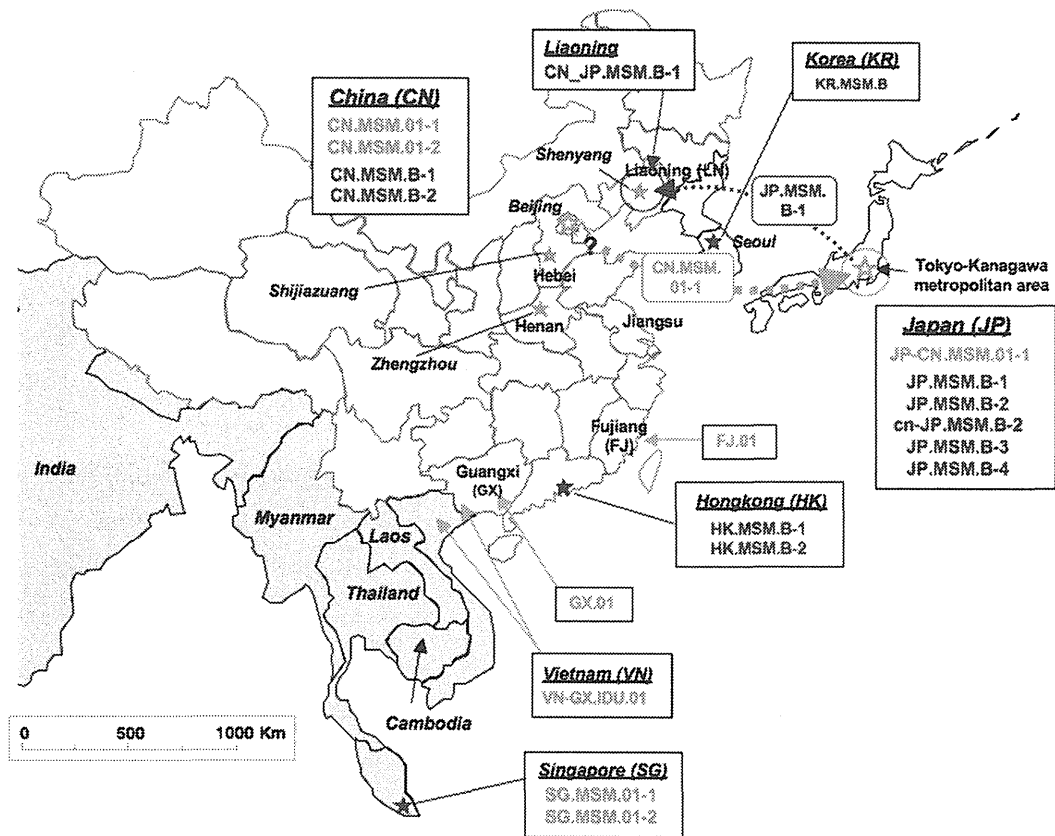 Liaoning
CN_JP.MSM.B-1
Korea (KR)
KR.MSM.B
China (CN)
CN.MSM.01-1
CN.MSM.01-2
CN.MSM.B-1
CN.MSM.B-2
Shenyang
Liaoning (LN)
JP.MSM.
B-1
Beijing
?
Seoul
Hebei
CN.MSM.
01-1
Tokyo-Kanagawa
metropolitan area
Shijiazuang
Henan
Jiangsu
Zhengzhou
Japan (JP)
JP-CN.MSM.01-1
JP.MSM.B-1
JP.MSM.B-2
cn-JP.MSM.B-2
JP.MSM.B-3
JP.MSM.B-4
Fujiang
(FJ)
FJ.01
India
Guangxi
(GX)
Hongkong (HK)
HK.MSM.B-1
HK.MSM.B-2
Myanmar
Laos
Thailand
GX.01
Vietnam (VN)
VN-GX.IDU.01
Cambodia
0 500 1000 Km
Singapore (SG)
SG.MSM.01-1
SG.MSM.01-2